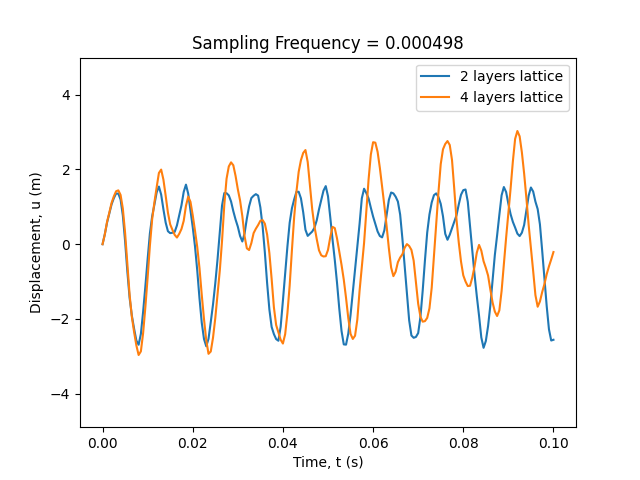 Sampling Frequency = 0.000498
2 layers lattice
4 layers lattice
Displacement, u (m)
4
2
0
−2
−4
0.00 0.02 0.04 0.06 0.08 0.10
Time, t (s)